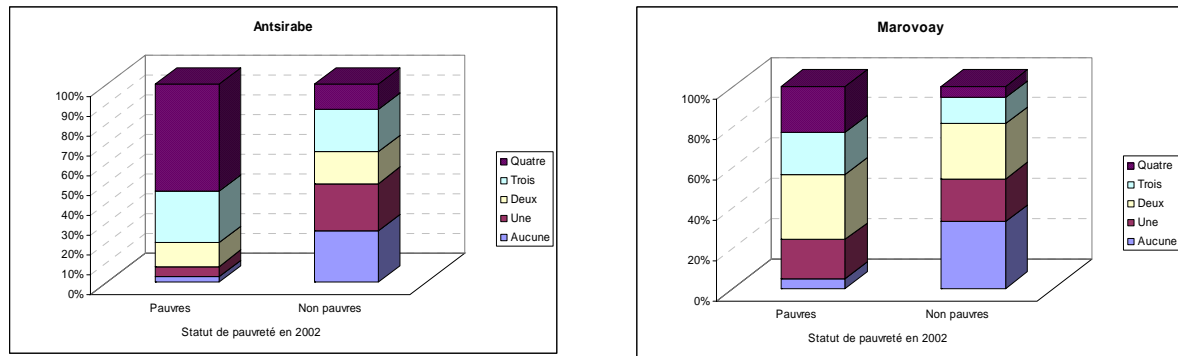 Antsirabe
100%
90%
80%
70%
60%
50%
40%
30%
20%
10%
0%
Pauvres
Non pauvres
Statut de pauvreté en 2002
Quatre
Trois
Deux
Une
Aucune
Marovoay
100%
80%
60%
40%
20%
0%
Pauvres
Non pauvres
Statut de pauvreté en 2002
Quatre
Trois
Deux
Une
Aucune